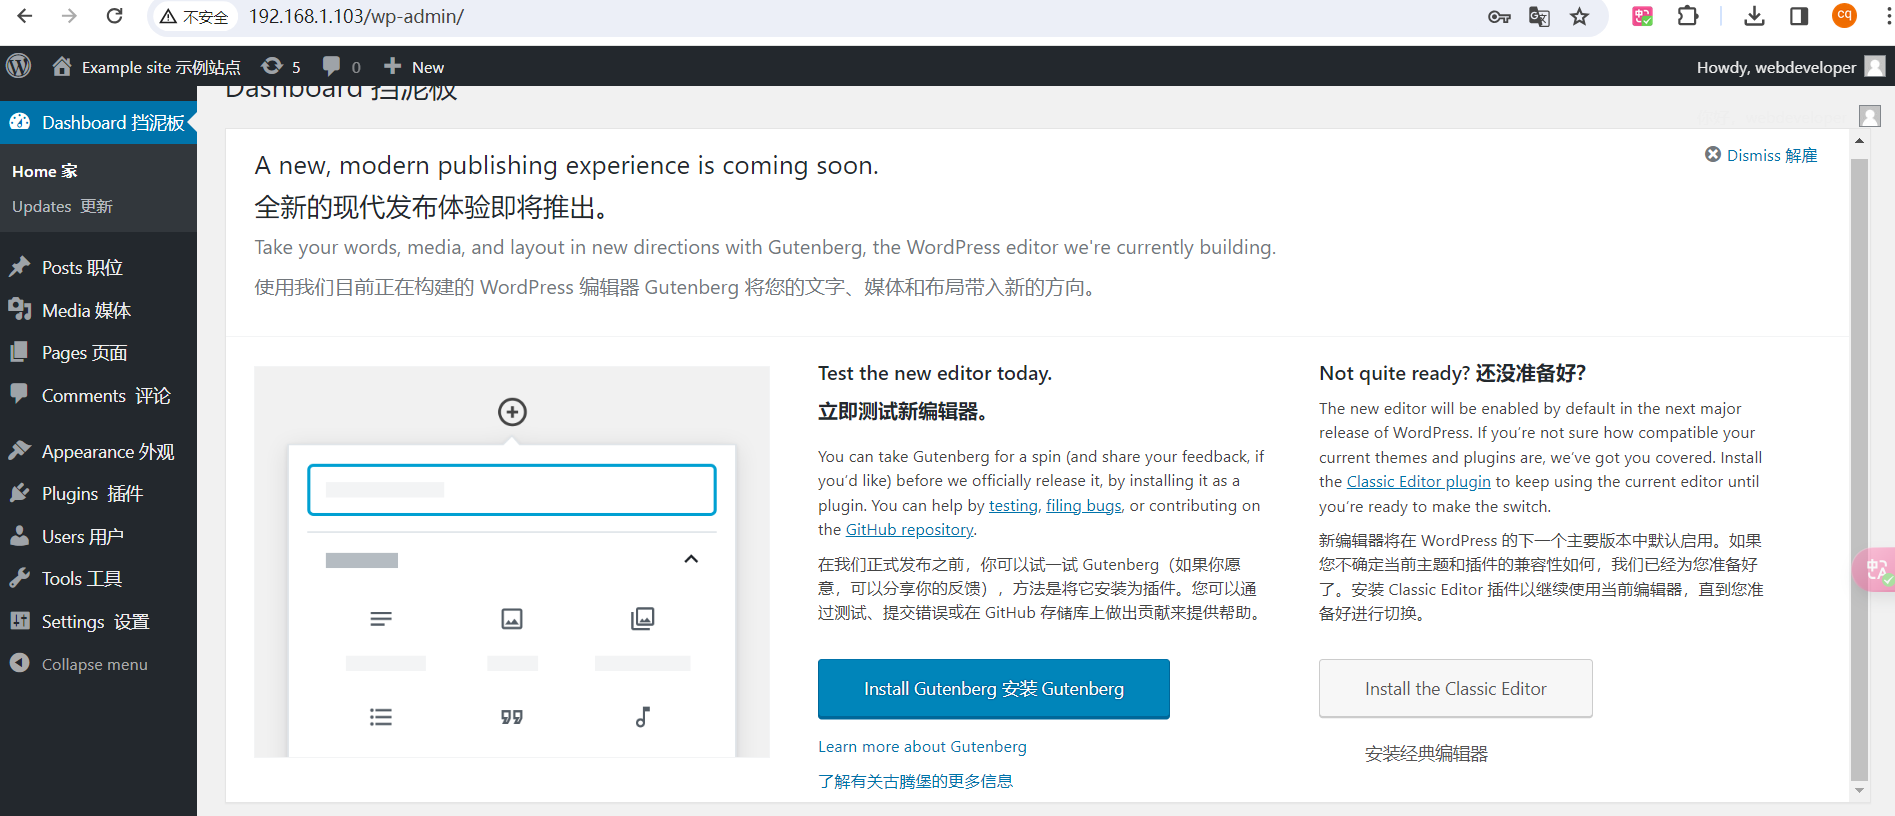 不安全 192.168.1.103/wp-admin/ cq
Example site 示例站点 5 0 New Howdy, webdeveloper
Dashboard 挡泥板
Dashboard 挡泥板
Home 家
Updates 更新
Posts 职位
Media 媒体
Pages 页面
Comments 评论
Appearance 外观
Plugins 插件
Users 用户
Tools 工具
Settings 设置
Collapse menu
Dismiss 解雇
A new, modern publishing experience is coming soon.
全新的现代发布体验即将推出。
Take your words, media, and layout in new directions with Gutenberg, the WordPress editor we're currently building.
使用我们目前正在构建的 WordPress 编辑器 Gutenberg 将您的文字、媒体和布局带入新的方向。
Test the new editor today.
立即测试新编辑器。
You can take Gutenberg for a spin (and share your feedback, if
you’d like) before we officially release it, by installing it as a
plugin. You can help by testing, filing bugs, or contributing on
the GitHub repository.
在我们正式发布之前，你可以试一试 Gutenberg（如果你愿
意，可以分享你的反馈），方法是将它安装为插件。您可以通
过测试、提交错误或在 GitHub 存储库上做出贡献来提供帮助。
Install Gutenberg 安装 Gutenberg
Learn more about Gutenberg
了解有关古腾堡的更多信息
Not quite ready? 还没准备好?
The new editor will be enabled by default in the next major
release of WordPress. If you’re not sure how compatible your
current themes and plugins are, we’ve got you covered. Install
the Classic Editor plugin to keep using the current editor until
you’re ready to make the switch.
新编辑器将在 WordPress 的下一个主要版本中默认启用。如果
您不确定当前主题和插件的兼容性如何，我们已经为您准备好
了。安装 Classic Editor 插件以继续使用当前编辑器，直到您准
备好进行切换。
Install the Classic Editor
安装经典编辑器